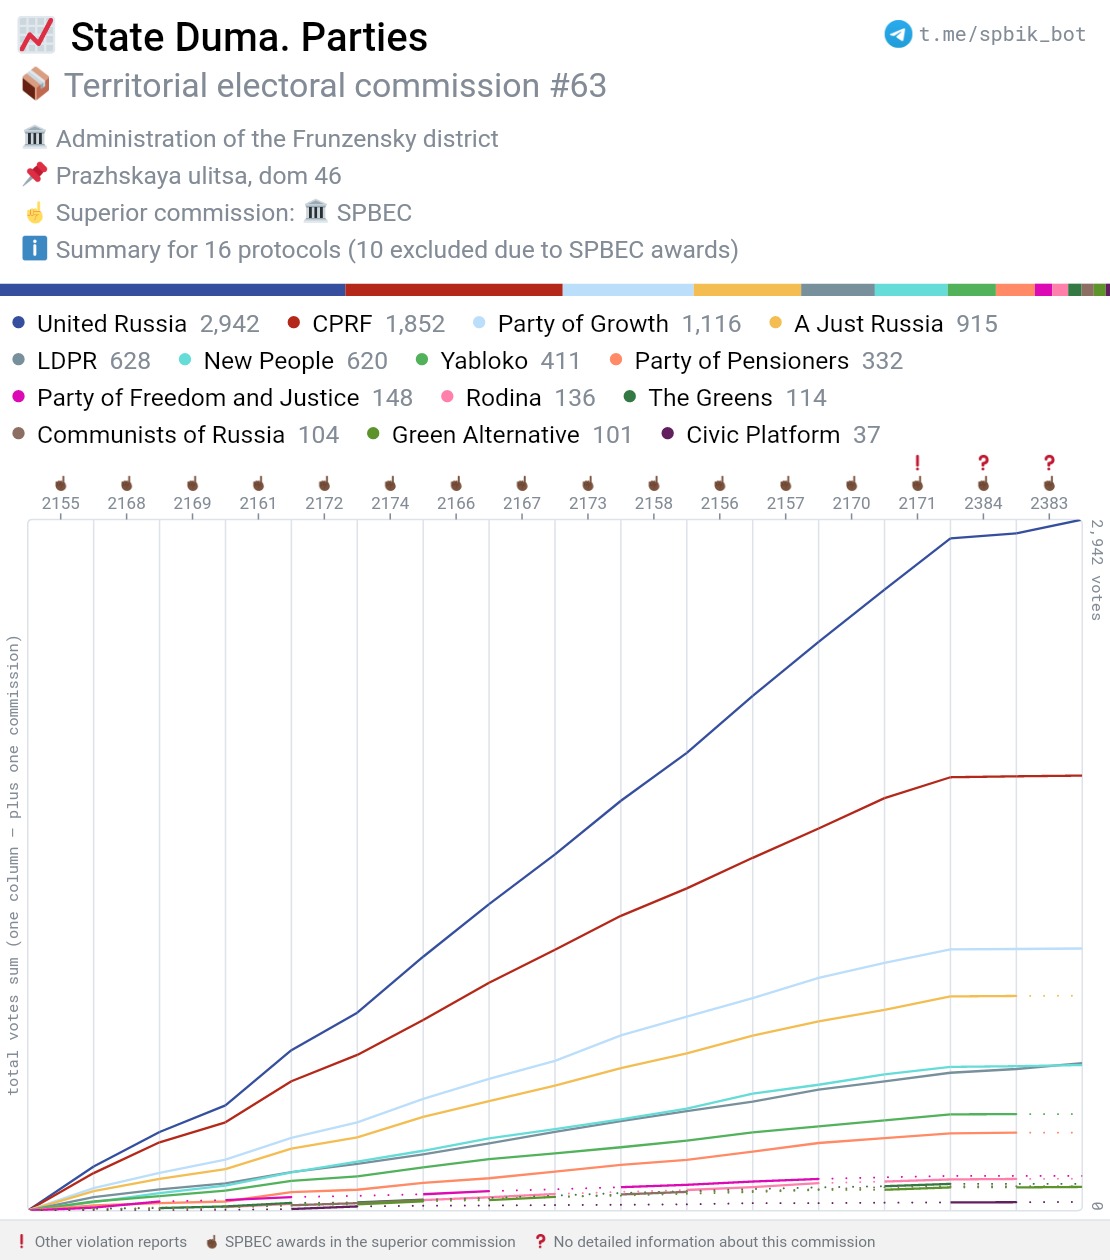 State Duma. Parties
t.me/spbik_bot
Territorial electoral commission #63
Administration of the Frunzensky district
Prazhskaya ulitsa, dom 46
Superior commission: SPBEC
Summary for 16 protocols (10 excluded due to SPBEC awards)
United Russia 2,942 CPRF 1,852 Party of Growth 1,116 A Just Russia 915
LDPR 628 New People 620 Yabloko 411 Party of Pensioners 332
Party of Freedom and Justice 148 Rodina 136 The Greens 114
Communists of Russia 104 Green Alternative 101 Civic Platform 37
! ? ?
2155 2168 2169 2161 2172 2174 2166 2167 2173 2158 2156 2157 2170 2171 2384 2383
2,942 votes
total votes sum (one column — plus one commission)
0
! Other violation reports SPBEC awards in the superior commission ? No detailed information about this commission